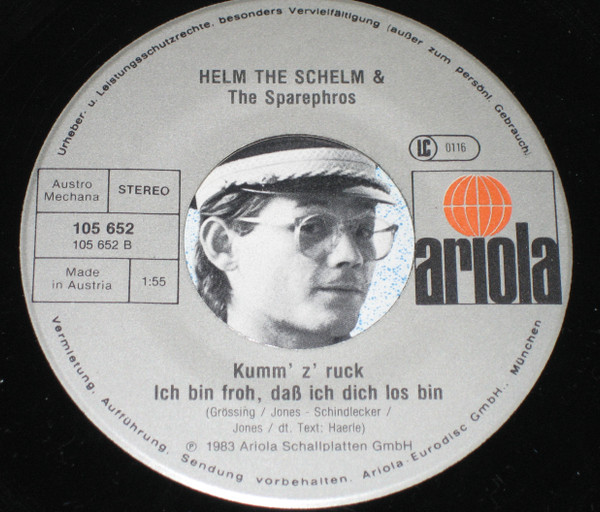 Urheber. u. Leistungsschutzrechte, besonders Vervielfältigung (außer zum persönl. Gebrauch)
HELM THE SCHELM &
The Sparephros
LC 0116
Austro
Mechana
STEREO
105 652
105 652 B
Made
in Austria
1:55
ariola
Kumm' z' ruck
Ich bin froh, daß ich dich los bin
(Grössing / Jones - Schindlecker /
Jones / dt. Text: Haerle)
℗ 1983 Ariola Schallplatten GmbH
Vermietung, Aufführung, Sendung vorbehalten. Ariola-Eurodisc GmbH., München